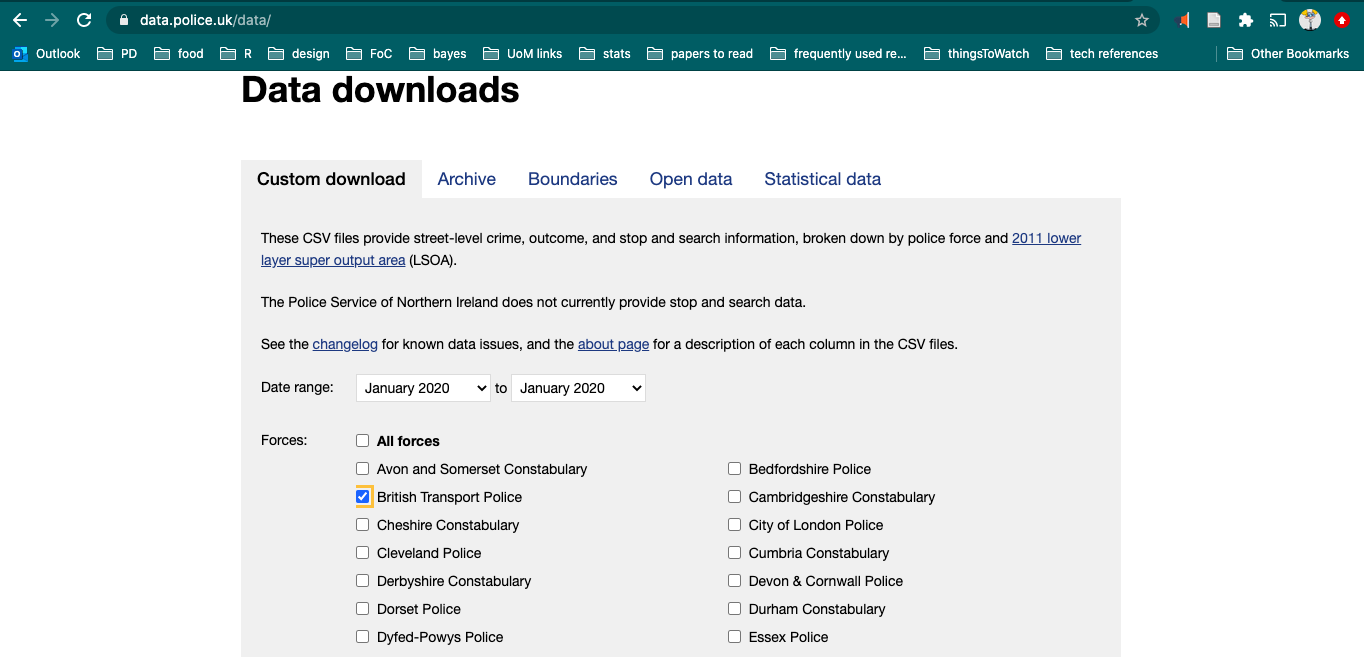 data.police.uk/data/
Outlook PD food R design FoC bayes UoM links stats papers to read frequently used re... thingsToWatch tech references Other Bookmarks
Data downloads
Custom download Archive Boundaries Open data Statistical data
These CSV files provide street-level crime, outcome, and stop and search information, broken down by police force and 2011 lower
layer super output area (LSOA).
The Police Service of Northern Ireland does not currently provide stop and search data.
See the changelog for known data issues, and the about page for a description of each column in the CSV files.
Date range: January 2020 to January 2020
Forces: All forces
Avon and Somerset Constabulary Bedfordshire Police
British Transport Police Cambridgeshire Constabulary
Cheshire Constabulary City of London Police
Cleveland Police Cumbria Constabulary
Derbyshire Constabulary Devon & Cornwall Police
Dorset Police Durham Constabulary
Dyfed-Powys Police Essex Police